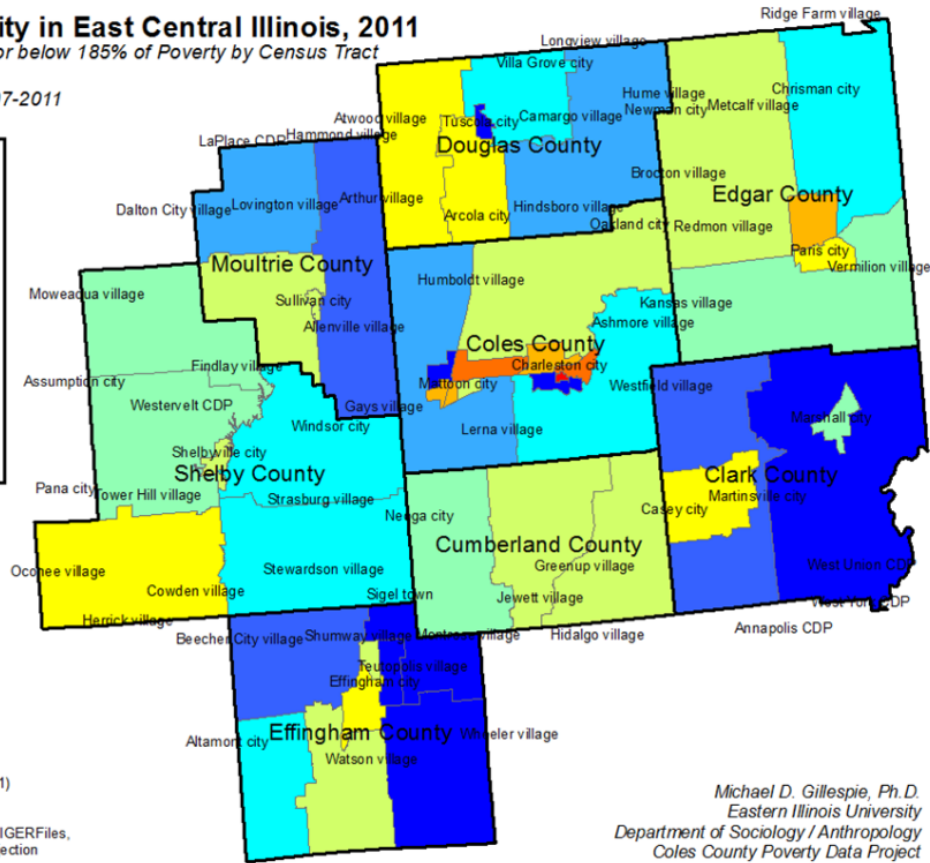 ity in East Central Illinois, 2011
or below 185% of Poverty by Census Tract
07-2011
Ridge Farm village
Longview village
Villa Grove city
Chrisman city
Hume village
Newman city
Metcalf village
Atwood village
Tuscola city
Camargo village
LaPlace CDP
Hammond village
Douglas County
Brocton village
Edgar County
Dalton City village
Lovington village
Arthur village
Arcola city
Hindsboro village
Oakland city
Redmon village
Paris city
Vermilion village
Moultrie County
Humboldt village
Moweaqua village
Sullivan city
Kansas village
Allenville village
Ashmore village
Coles County
Findlay village
Charleston city
Assumption city
Mattoon city
Westfield village
Westervelt CDP
Gays village
Windsor city
Lerna village
Marshall city
Shelbyville city
Shelby County
Clark County
Pana city
Tower Hill village
Strasburg village
Martinsville city
Casey city
Neoga city
Cumberland County
Oconee village
Stewardson village
Greenup village
West Union CDP
Cowden village
Sigel town
Jewett village
West York CDP
Herrick village
Beecher City village
Shumway village
Montrose village
Hidalgo village
Annapolis CDP
Teutopolis village
Effingham city
Altamont city
Effingham County
Wheeler village
Watson village
1)
IGERFiles,
ection
Michael D. Gillespie, Ph.D.
Eastern Illinois University
Department of Sociology / Anthropology
Coles County Poverty Data Project